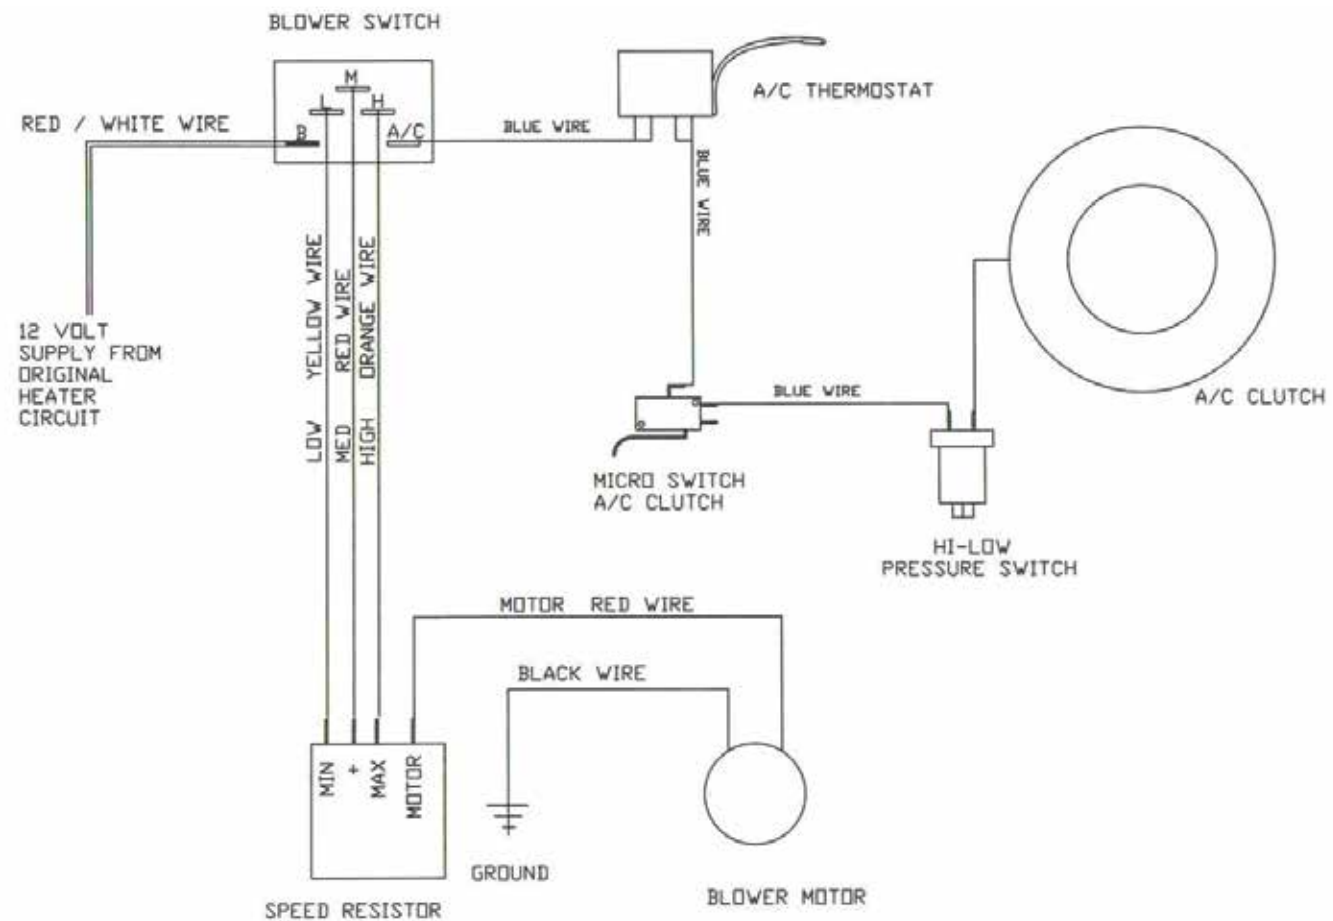 BLOWER SWITCH
M
L
H
B
A/C
RED / WHITE WIRE
BLUE WIRE
A/C THERMOSTAT
BLUE WIRE
12 VOLT
SUPPLY FROM
ORIGINAL
HEATER
CIRCUIT
LOW YELLOW WIRE
MED RED WIRE
HIGH ORANGE WIRE
BLUE WIRE
A/C CLUTCH
MICRO SWITCH
A/C CLUTCH
HI-LOW
PRESSURE SWITCH
MOTOR RED WIRE
BLACK WIRE
MIN
+
MAX
MOTOR
GROUND
BLOWER MOTOR
SPEED RESISTOR